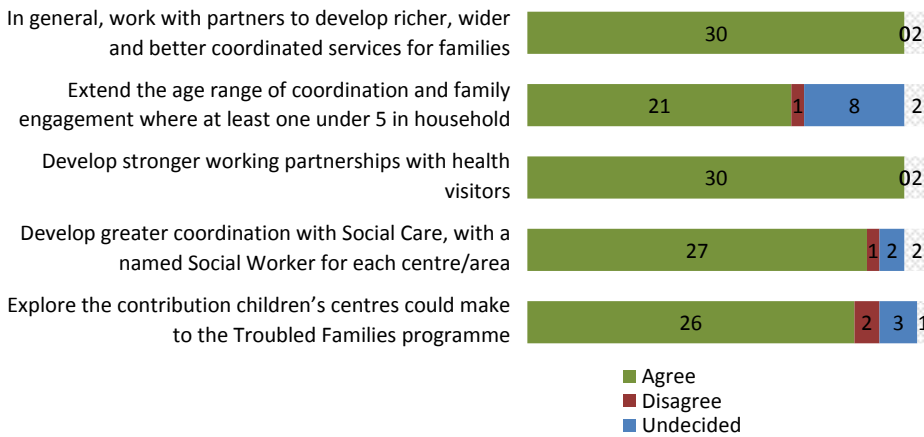 In general, work with partners to develop richer, wider
and better coordinated services for families
30
0
2
Extend the age range of coordination and family
engagement where at least one under 5 in household
21
1
8
2
Develop stronger working partnerships with health
visitors
30
0
2
Develop greater coordination with Social Care, with a
named Social Worker for each centre/area
27
1
2
2
Explore the contribution children’s centres could make
to the Troubled Families programme
26
2
3
1
Agree
Disagree
Undecided